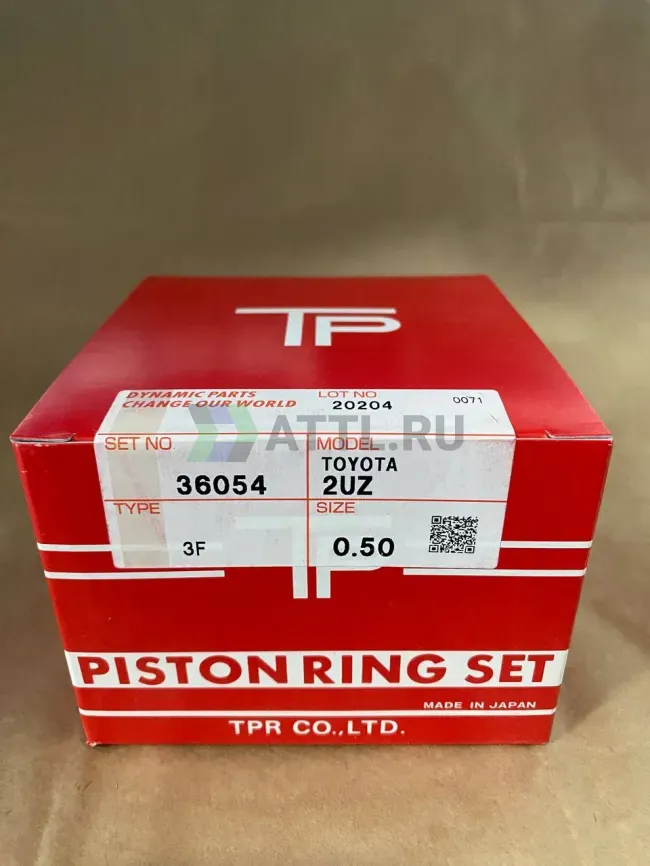 TP
DYNAMIC PARTS
CHANGE OUR WORLD
LOT NO
20204
0071
ATTL.RU
SET NO
36054
MODEL
TOYOTA
2UZ
TYPE
3F
SIZE
0.50
TP
PISTON RING SET
MADE IN JAPAN
TPR CO.,LTD.